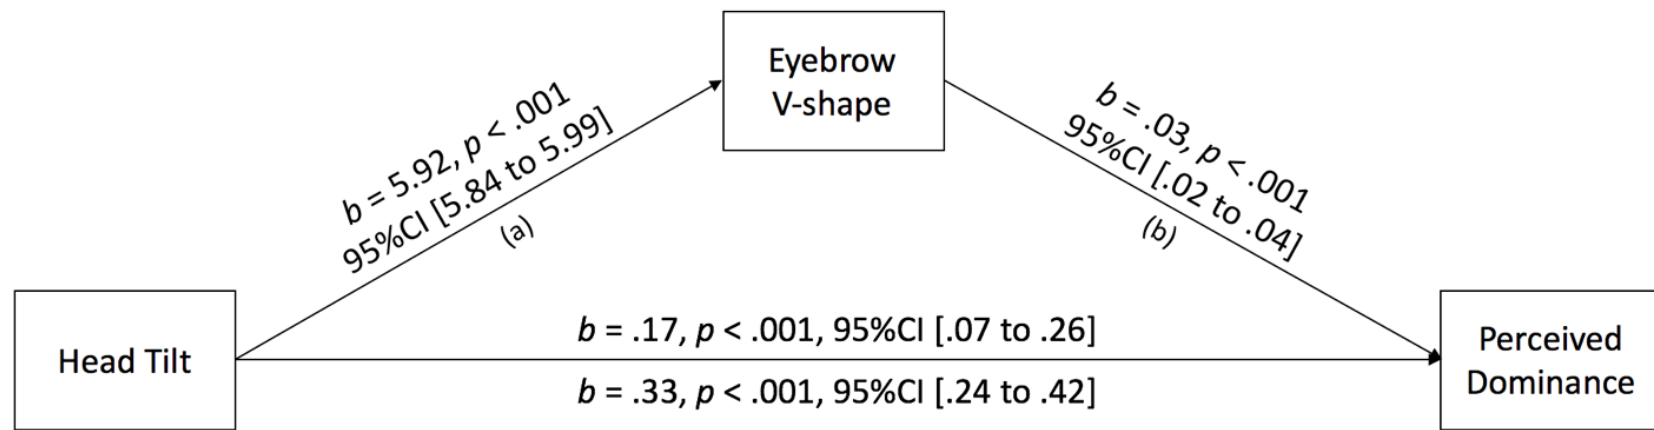 Eyebrow
V-shape
b = 5.92, p < .001
95%CI [5.84 to 5.99]
(a)
b = .03, p < .001
95%CI [.02 to .04]
(b)
Head Tilt
b = .17, p < .001, 95%CI [.07 to .26]
b = .33, p < .001, 95%CI [.24 to .42]
Perceived
Dominance